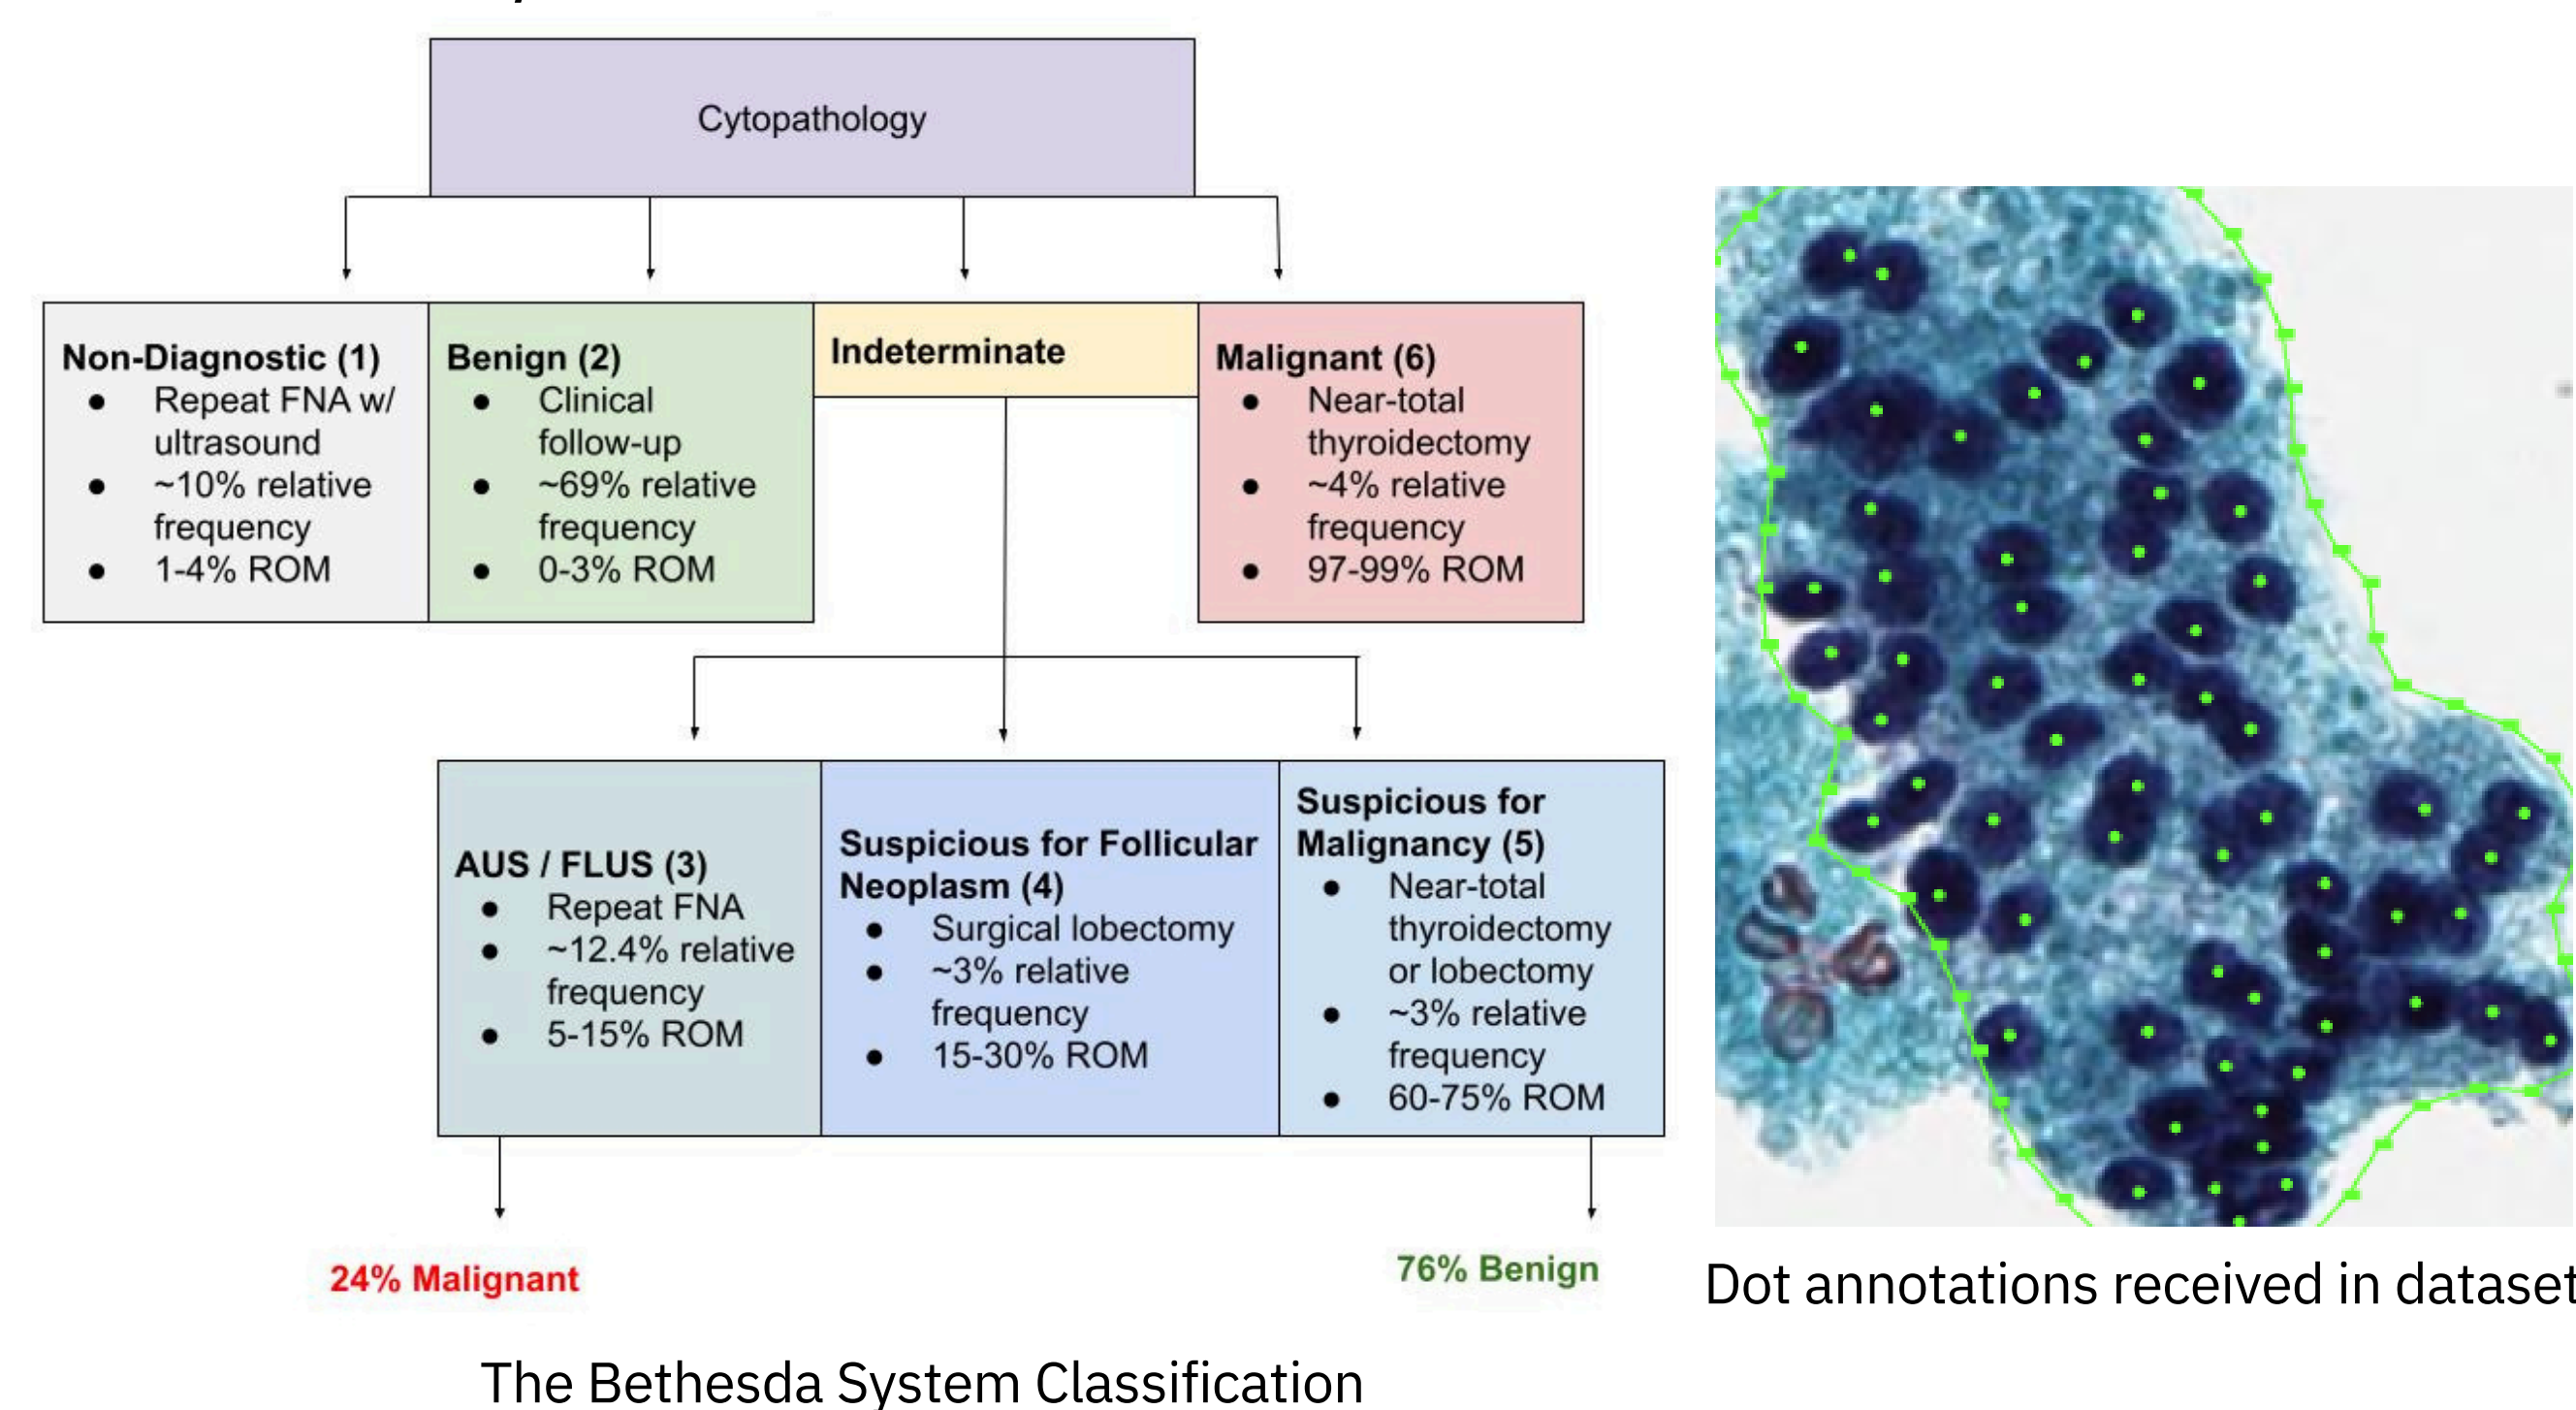 Cytopathology
Non-Diagnostic (1)
● Repeat FNA w/
ultrasound
● ~10% relative
frequency
● 1-4% ROM
Benign (2)
● Clinical
follow-up
● ~69% relative
frequency
● 0-3% ROM
Indeterminate
Malignant (6)
● Near-total
thyroidectomy
● ~4% relative
frequency
● 97-99% ROM
AUS / FLUS (3)
● Repeat FNA
● ~12.4% relative
frequency
● 5-15% ROM
Suspicious for Follicular
Neoplasm (4)
● Surgical lobectomy
● ~3% relative
frequency
● 15-30% ROM
Suspicious for
Malignancy (5)
● Near-total
thyroidectomy
or lobectomy
● ~3% relative
frequency
● 60-75% ROM
24% Malignant
76% Benign
Dot annotations received in dataset
The Bethesda System Classification